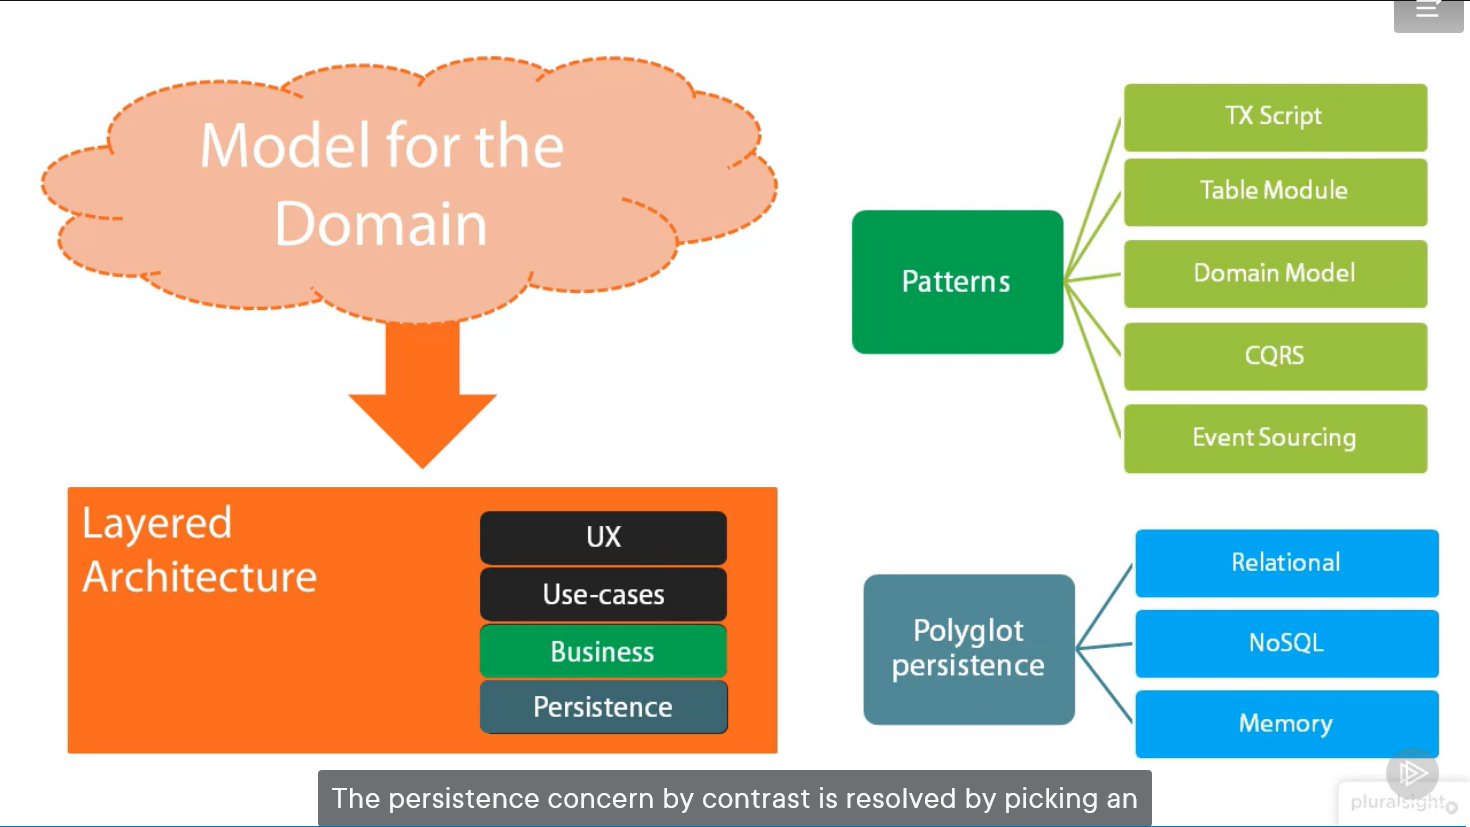 Model for the
Domain
Layered
Architecture
UX
Use-cases
Business
Persistence
Patterns
TX Script
Table Module
Domain Model
CQRS
Event Sourcing
Polyglot
persistence
Relational
NoSQL
Memory
The persistence concern by contrast is resolved by picking an
pluralsight